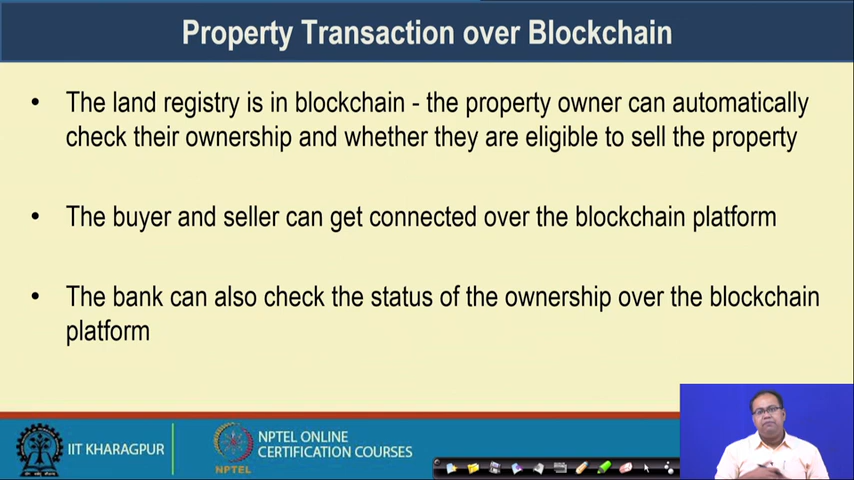 Property Transaction over Blockchain
• The land registry is in blockchain - the property owner can automatically
check their ownership and whether they are eligible to sell the property
• The buyer and seller can get connected over the blockchain platform
• The bank can also check the status of the ownership over the blockchain
platform
IIT KHARAGPUR
NPTEL
NPTEL ONLINE
CERTIFICATION COURSES